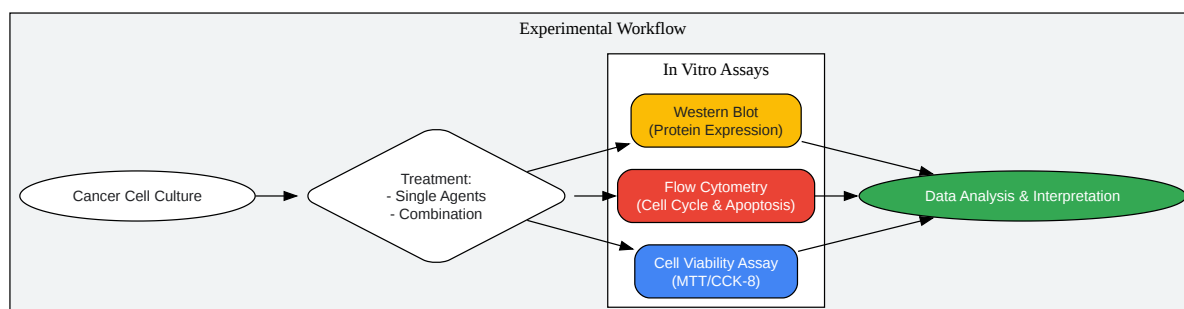 Experimental Workflow
In Vitro Assays
Cancer Cell Culture
Treatment:
- Single Agents
- Combination
Western Blot
(Protein Expression)
Flow Cytometry
(Cell Cycle & Apoptosis)
Cell Viability Assay
(MTT/CCK-8)
Data Analysis & Interpretation